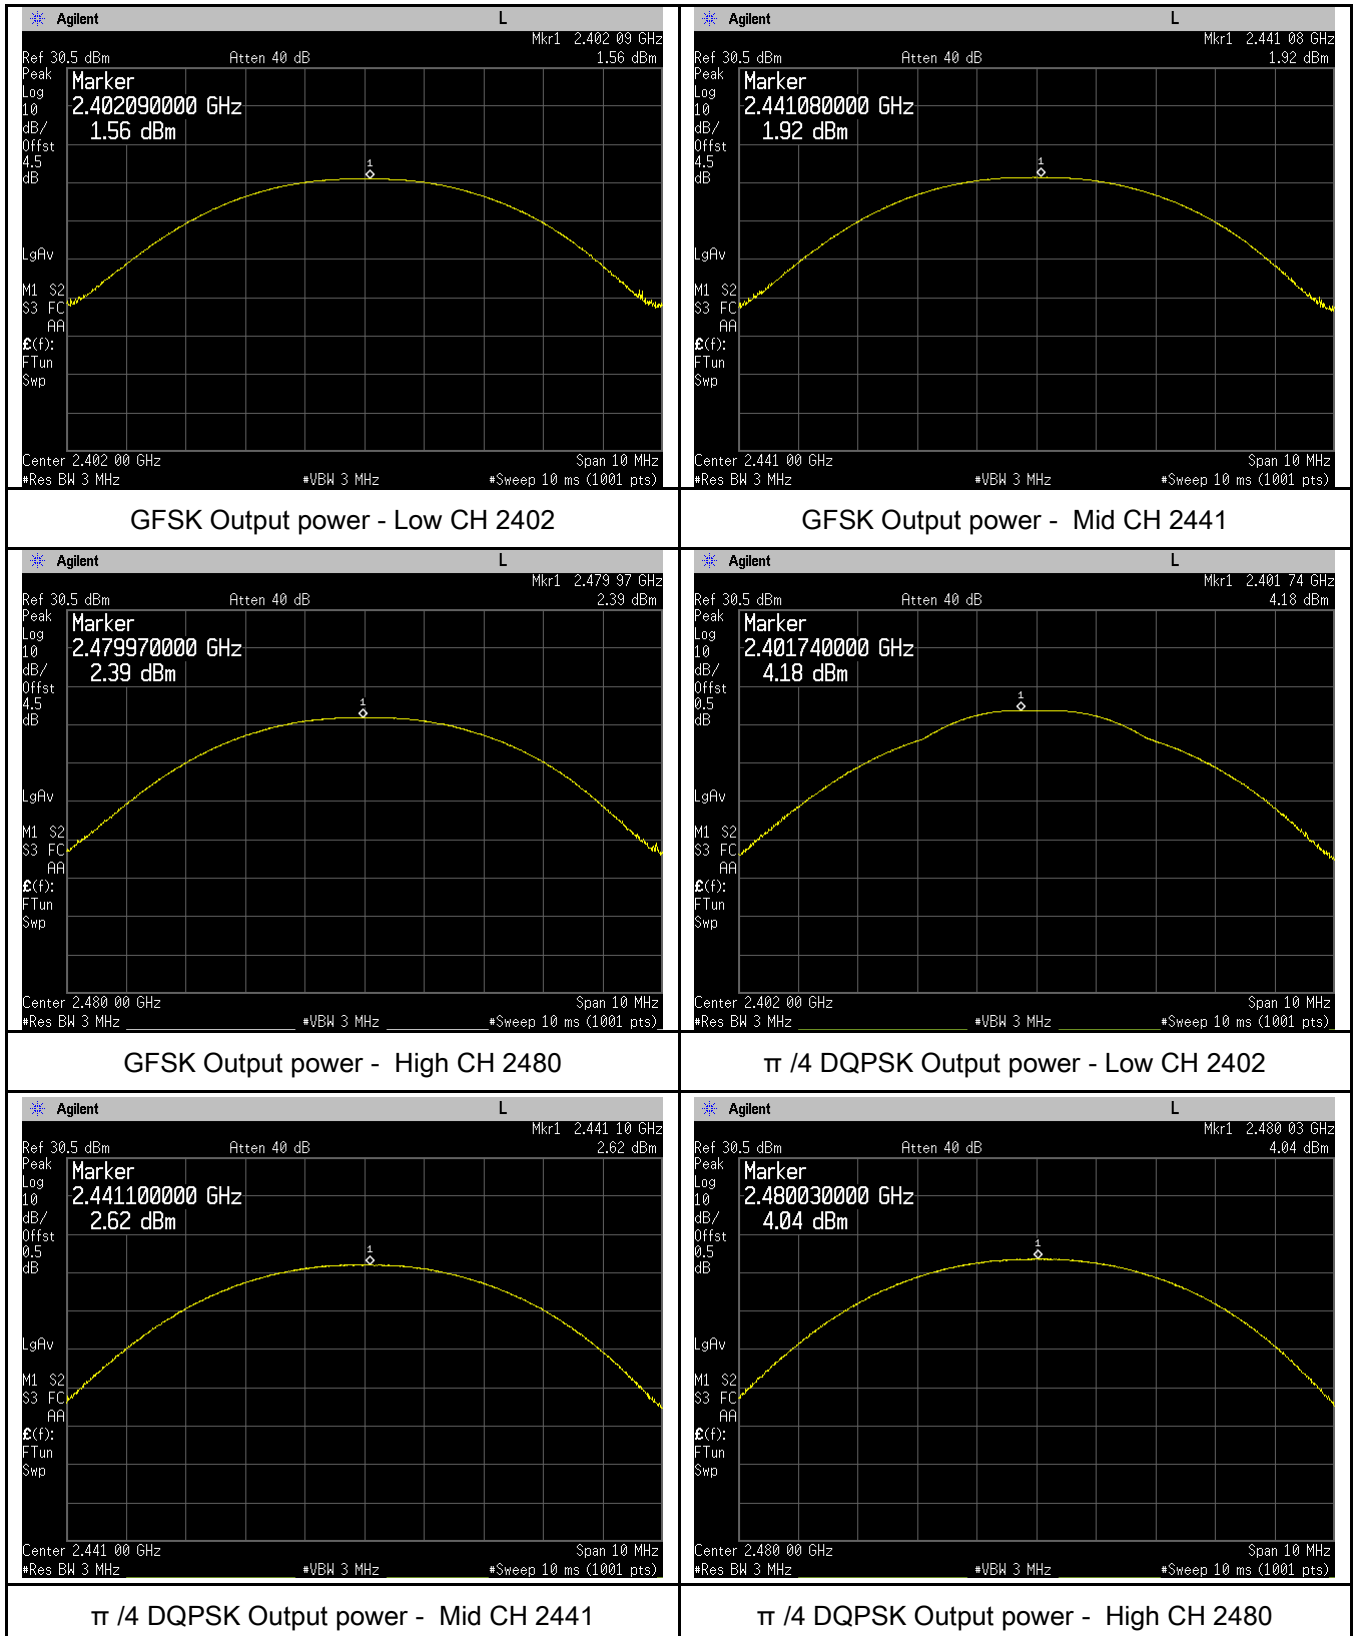 Agilent L
Mkr1 2.402 09 GHz
Ref 30.5 dBm Atten 40 dB 1.56 dBm
Peak
Log
10
dB/
Offst
4.5
dB
Marker
2.402090000 GHz
1.56 dBm
1
LgAv
M1 S2
S3 FC
AA
£(f):
FTun
Swp
Center 2.402 00 GHz Span 10 MHz
#Res BW 3 MHz #VBW 3 MHz #Sweep 10 ms (1001 pts)
GFSK Output power - Low CH 2402
Agilent L
Mkr1 2.441 08 GHz
Ref 30.5 dBm Atten 40 dB 1.92 dBm
Peak
Log
10
dB/
Offst
4.5
dB
Marker
2.441080000 GHz
1.92 dBm
1
LgAv
M1 S2
S3 FC
AA
£(f):
FTun
Swp
Center 2.441 00 GHz Span 10 MHz
#Res BW 3 MHz #VBW 3 MHz #Sweep 10 ms (1001 pts)
GFSK Output power - Mid CH 2441
Agilent L
Mkr1 2.479 97 GHz
Ref 30.5 dBm Atten 40 dB 2.39 dBm
Peak
Log
10
dB/
Offst
4.5
dB
Marker
2.479970000 GHz
2.39 dBm
1
LgAv
M1 S2
S3 FC
AA
£(f):
FTun
Swp
Center 2.480 00 GHz Span 10 MHz
#Res BW 3 MHz #VBW 3 MHz #Sweep 10 ms (1001 pts)
GFSK Output power - High CH 2480
Agilent L
Mkr1 2.401 74 GHz
Ref 30.5 dBm Atten 40 dB 4.18 dBm
Peak
Log
10
dB/
Offst
0.5
dB
Marker
2.401740000 GHz
4.18 dBm
1
LgAv
M1 S2
S3 FC
AA
£(f):
FTun
Swp
Center 2.402 00 GHz Span 10 MHz
#Res BW 3 MHz #VBW 3 MHz #Sweep 10 ms (1001 pts)
π /4 DQPSK Output power - Low CH 2402
Agilent L
Mkr1 2.441 10 GHz
Ref 30.5 dBm Atten 40 dB 2.62 dBm
Peak
Log
10
dB/
Offst
0.5
dB
Marker
2.441100000 GHz
2.62 dBm
1
LgAv
M1 S2
S3 FC
AA
£(f):
FTun
Swp
Center 2.441 00 GHz Span 10 MHz
#Res BW 3 MHz #VBW 3 MHz #Sweep 10 ms (1001 pts)
π /4 DQPSK Output power - Mid CH 2441
Agilent L
Mkr1 2.480 03 GHz
Ref 30.5 dBm Atten 40 dB 4.04 dBm
Peak
Log
10
dB/
Offst
0.5
dB
Marker
2.480030000 GHz
4.04 dBm
1
LgAv
M1 S2
S3 FC
AA
£(f):
FTun
Swp
Center 2.480 00 GHz Span 10 MHz
#Res BW 3 MHz #VBW 3 MHz #Sweep 10 ms (1001 pts)
π /4 DQPSK Output power - High CH 2480